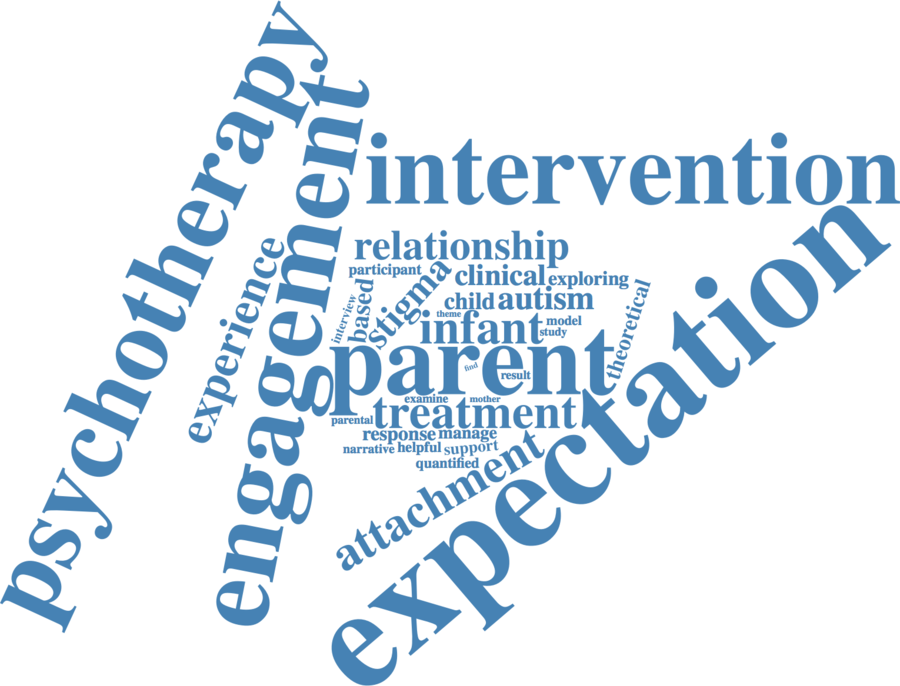 psychotherapy
engagement
intervention
expectation
experience
relationship
participant
stigma
clinical
exploring
based
interview
child
autism
theme
infant
model
study
theoretical
parent
find
result
examine
mother
parental
treatment
response
manage
narrative
helpful
support
quantified
attachment